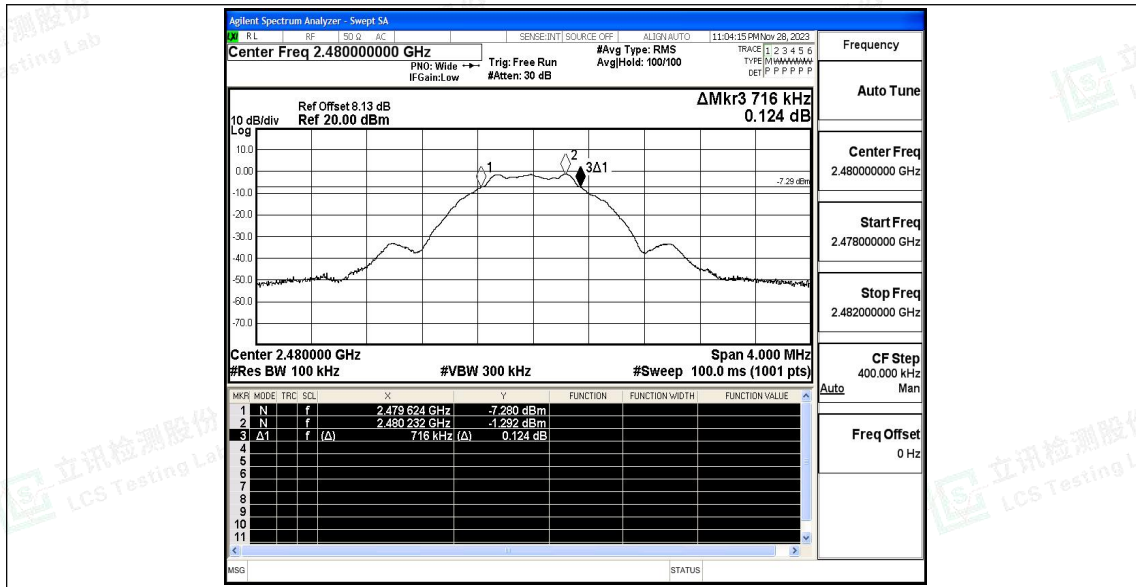 Agilent Spectrum Analyzer - Swept SA
LXI RL RF 50 Ω AC SENSE:INT SOURCE OFF ALIGN AUTO 11:04:15 PM Nov 28, 2023
Center Freq 2.480000000 GHz
PNO: Wide
IFGain:Low
Trig: Free Run
#Atten: 30 dB
#Avg Type: RMS
Avg|Hold: 100/100
TRACE 1 2 3 4 5 6
TYPE MWWWWW
DET P P P P P P
Ref Offset 8.13 dB
10 dB/div Ref 20.00 dBm
Log
ΔMkr3 716 kHz
0.124 dB
10.0
0.00
-10.0
-20.0
-30.0
-40.0
-50.0
-60.0
-70.0
1
2
3Δ1
-7.29 dBm
Center 2.480000 GHz Span 4.000 MHz
#Res BW 100 kHz #VBW 300 kHz #Sweep 100.0 ms (1001 pts)
MKR MODE TRC SCL X Y FUNCTION FUNCTION WIDTH FUNCTION VALUE
1 N f 2.479 624 GHz -7.280 dBm
2 N f 2.480 232 GHz -1.292 dBm
3 Δ1 f (Δ) 716 kHz (Δ) 0.124 dB
4
5
6
7
8
9
10
11
MSG STATUS
Frequency
Auto Tune
Center Freq
2.480000000 GHz
Start Freq
2.478000000 GHz
Stop Freq
2.482000000 GHz
CF Step
400.000 kHz
Auto Man
Freq Offset
0 Hz
立讯检测股份
LCS Testing Lab
立讯检测股份
LCS Testing L